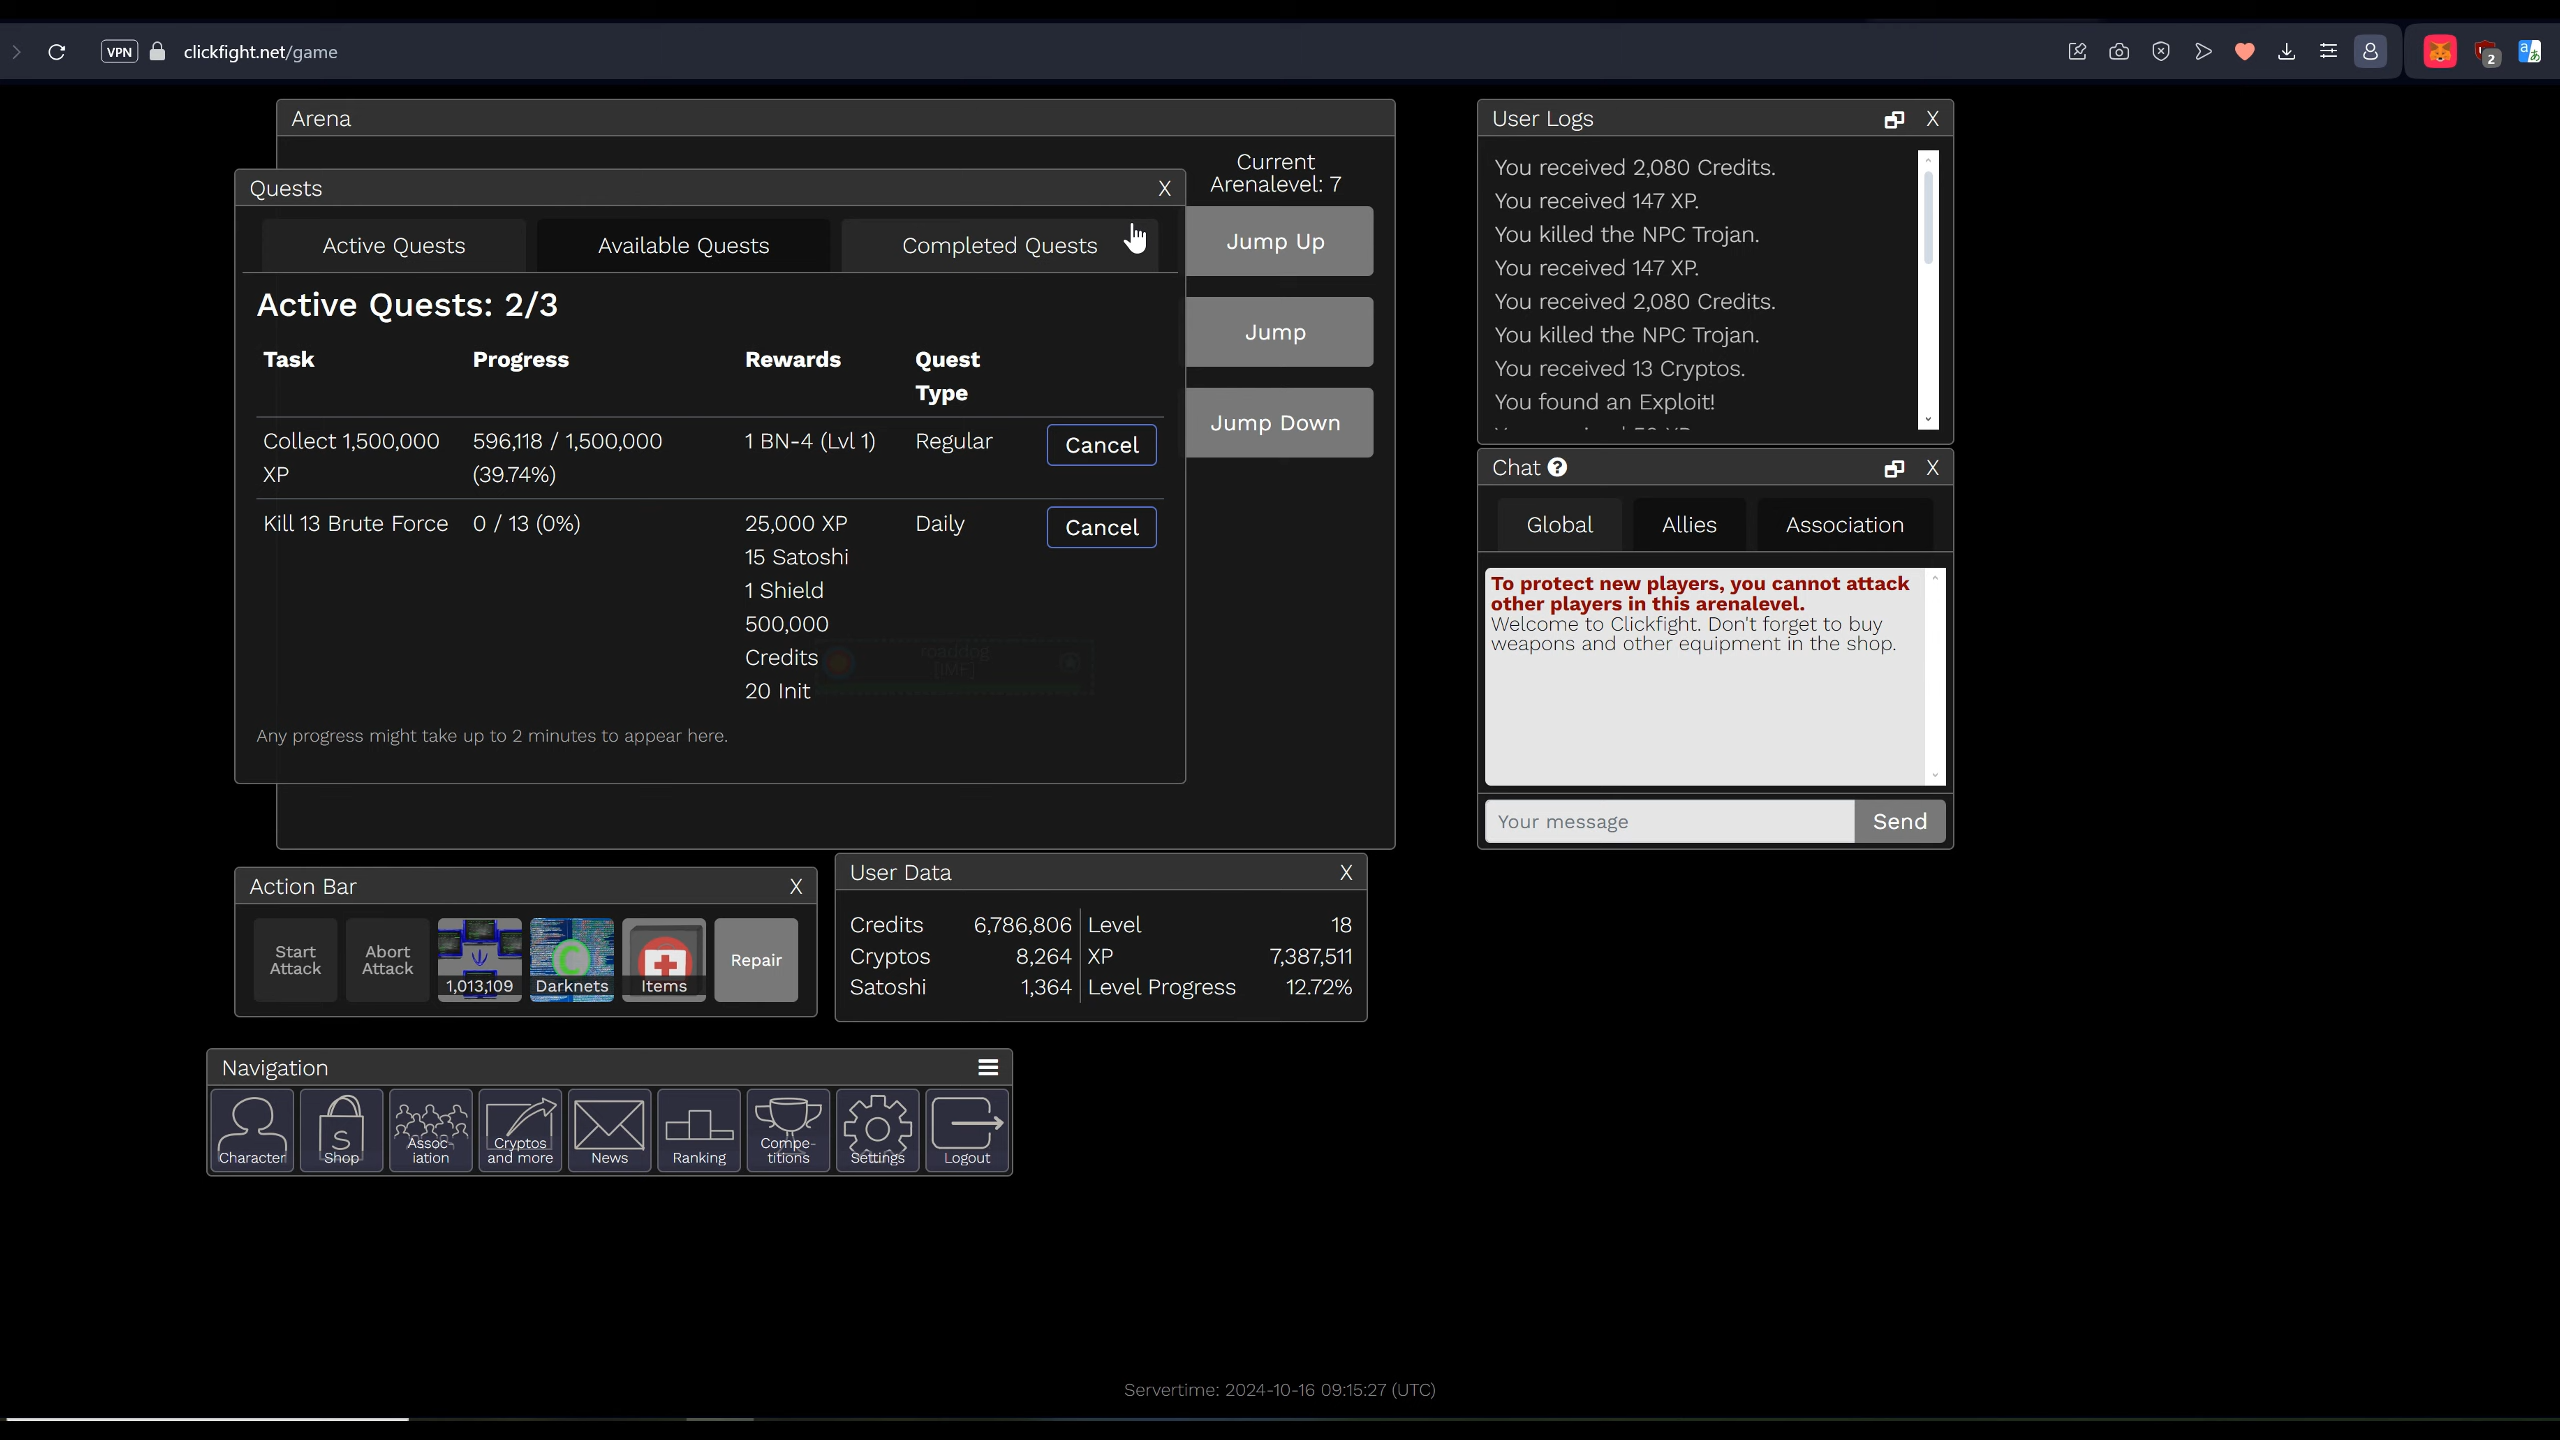 VPN
clickfight.net/game
2
Arena
Current
Arenalevel: 7
Jump Up
Jump
Jump Down
Quests
X
Active Quests
Available Quests
Completed Quests
Active Quests: 2/3
Task
Progress
Rewards
Quest
Type
Collect 1,500,000
XP
596,118 / 1,500,000
(39.74%)
1 BN-4 (Lvl 1)
Regular
Cancel
Kill 13 Brute Force
0 / 13 (0%)
25,000 XP
15 Satoshi
1 Shield
500,000
Credits
20 Init
Daily
Cancel
roaddog
[IMF]
Any progress might take up to 2 minutes to appear here.
User Logs
X
You received 2,080 Credits.
You received 147 XP.
You killed the NPC Trojan.
You received 147 XP.
You received 2,080 Credits.
You killed the NPC Trojan.
You received 13 Cryptos.
You found an Exploit!
Chat ?
X
Global
Allies
Association
To protect new players, you cannot attack
other players in this arenalevel.
Welcome to Clickfight. Don't forget to buy
weapons and other equipment in the shop.
Your message
Send
Action Bar
X
Start
Attack
Abort
Attack
1,013,109
Darknets
Items
Repair
User Data
X
Credits 6,786,806 Level 18
Cryptos 8,264 XP 7,387,511
Satoshi 1,364 Level Progress 12.72%
Navigation
Character
Shop
Assoc-
iation
Cryptos
and more
News
Ranking
Compe-
titions
Settings
Logout
Servertime: 2024-10-16 09:15:27 (UTC)